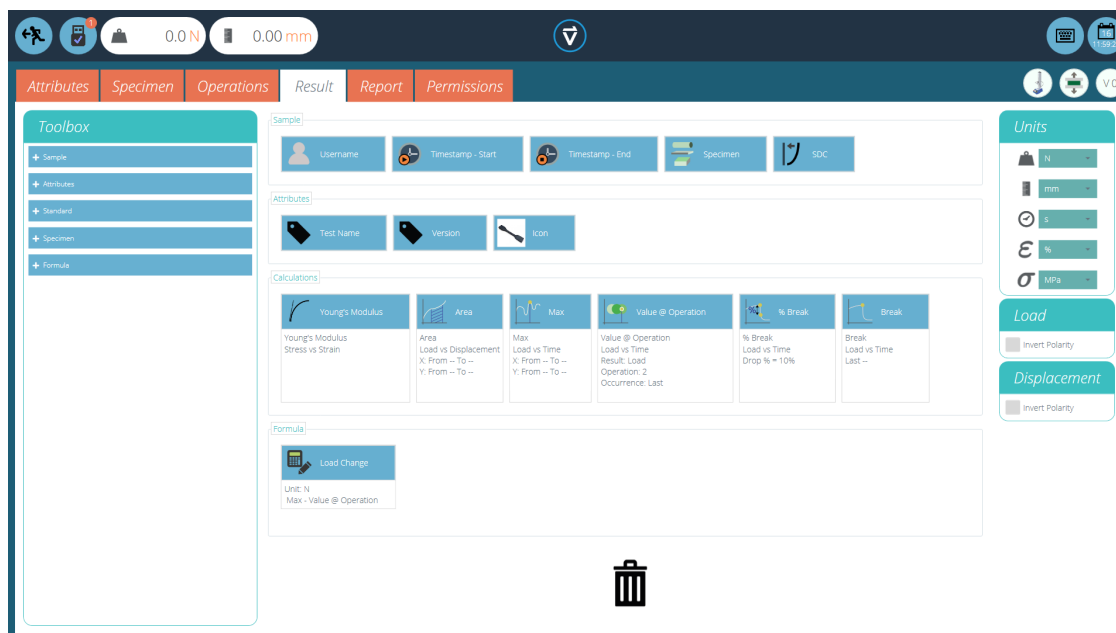 1
0.0 N
0.00 mm
16
Attributes
Specimen
Operations
Result
Report
Permissions
Toolbox
+ Sample
+ Attributes
+ Standard
+ Specimen
+ Formula
Sample
Username
Timestamp - Start
Timestamp - End
Specimen
SDC
Attributes
Test Name
Version
Icon
Calculations
Young's Modulus
Young's Modulus
Stress vs Strain
Area
Area
Load vs Displacement
X: From -- To --
Y: From -- To --
Max
Max
Load vs Time
X: From -- To --
Y: From -- To --
Value @ Operation
Value @ Operation
Load vs Time
Result: Load
Operation: 2
Occurrence: Last
% Break
% Break
Load vs Time
Drop % = 10%
Break
Break
Load vs Time
Last --
Formula
Load Change
Unit: N
Max - Value @ Operation
Units
N
mm
s
ε
%
σ
MPa
Load
Invert Polarity
Displacement
Invert Polarity